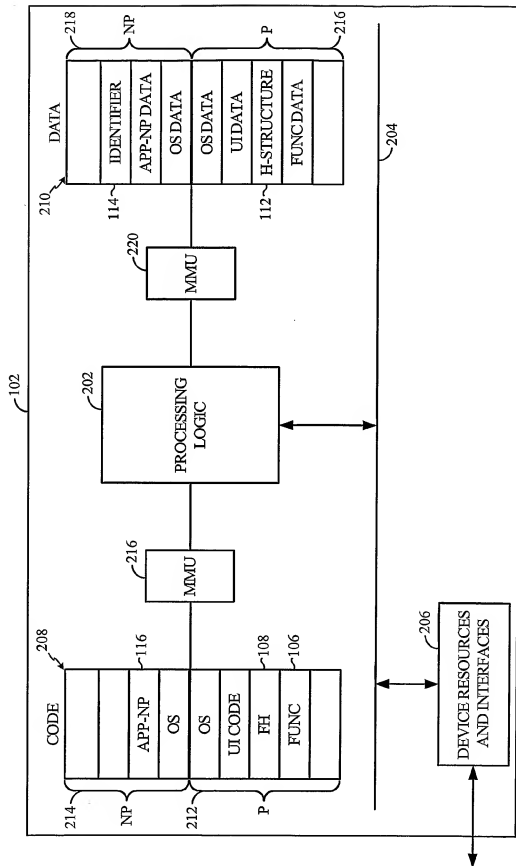 102
CODE
208
APP-NP
116
OS
OS
UI CODE
FH
108
FUNC
106
214
NP
212
P
216
MMU
202
PROCESSING
LOGIC
220
MMU
DATA
210
218
NP
IDENTIFIER
114
APP-NP DATA
OS DATA
OS DATA
UI DATA
H-STRUCTURE
112
FUNC DATA
P
216
204
206
DEVICE RESOURCES
AND INTERFACES